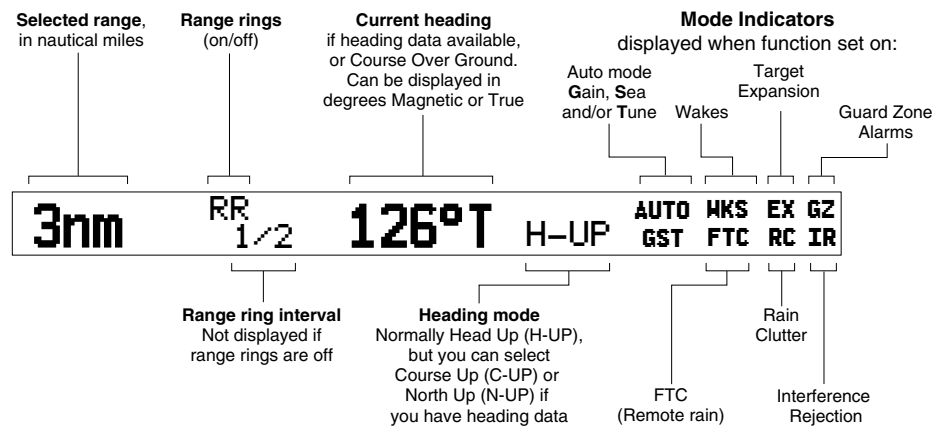 Selected range,
in nautical miles
Range rings
(on/off)
Current heading
if heading data available,
or Course Over Ground.
Can be displayed in
degrees Magnetic or True
Mode Indicators
displayed when function set on:
Auto mode
Gain, Sea
and/or Tune
Wakes
Target
Expansion
Guard Zone
Alarms
3nm
RR
1/2
126°T
H-UP
AUTO
GST
WKS
FTC
EX
RC
GZ
IR
Range ring interval
Not displayed if
range rings are off
Heading mode
Normally Head Up (H-UP),
but you can select
Course Up (C-UP) or
North Up (N-UP) if
you have heading data
FTC
(Remote rain)
Rain
Clutter
Interference
Rejection